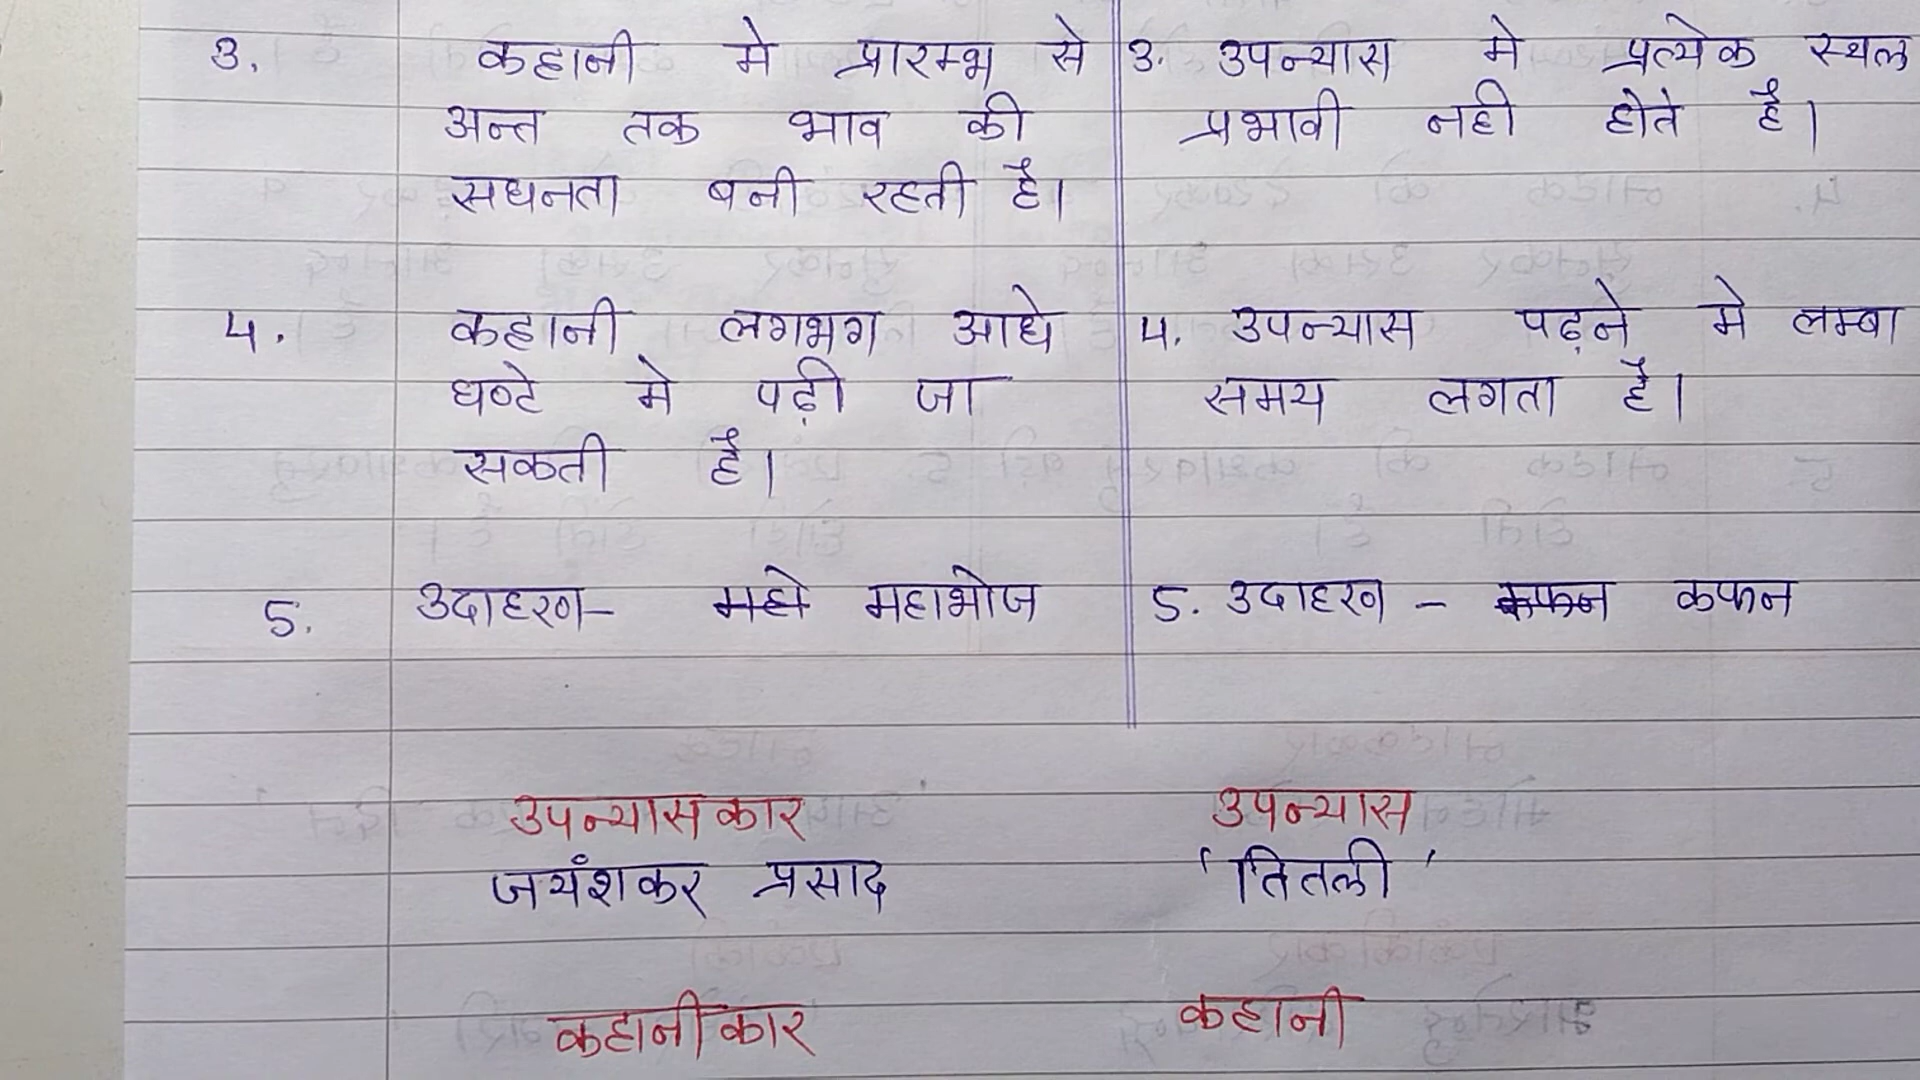 3. कहानी मे प्रारम्भ से
अन्त तक भाव की
सघनता बनी रहती है।
3. उपन्यास मे प्रत्येक स्थल
प्रभावी नही होते है।
4. कहानी लगभग आधे
घण्टे मे पढ़ी जा
सकती है।
4. उपन्यास पढ़ने मे लम्बा
समय लगता है।
5. उदाहरण- महो महाभोज
5. उदाहरण - कफन कफन
उपन्यासकार उपन्यास
जयंशकर प्रसाद 'तितली'
कहानीकार कहानी